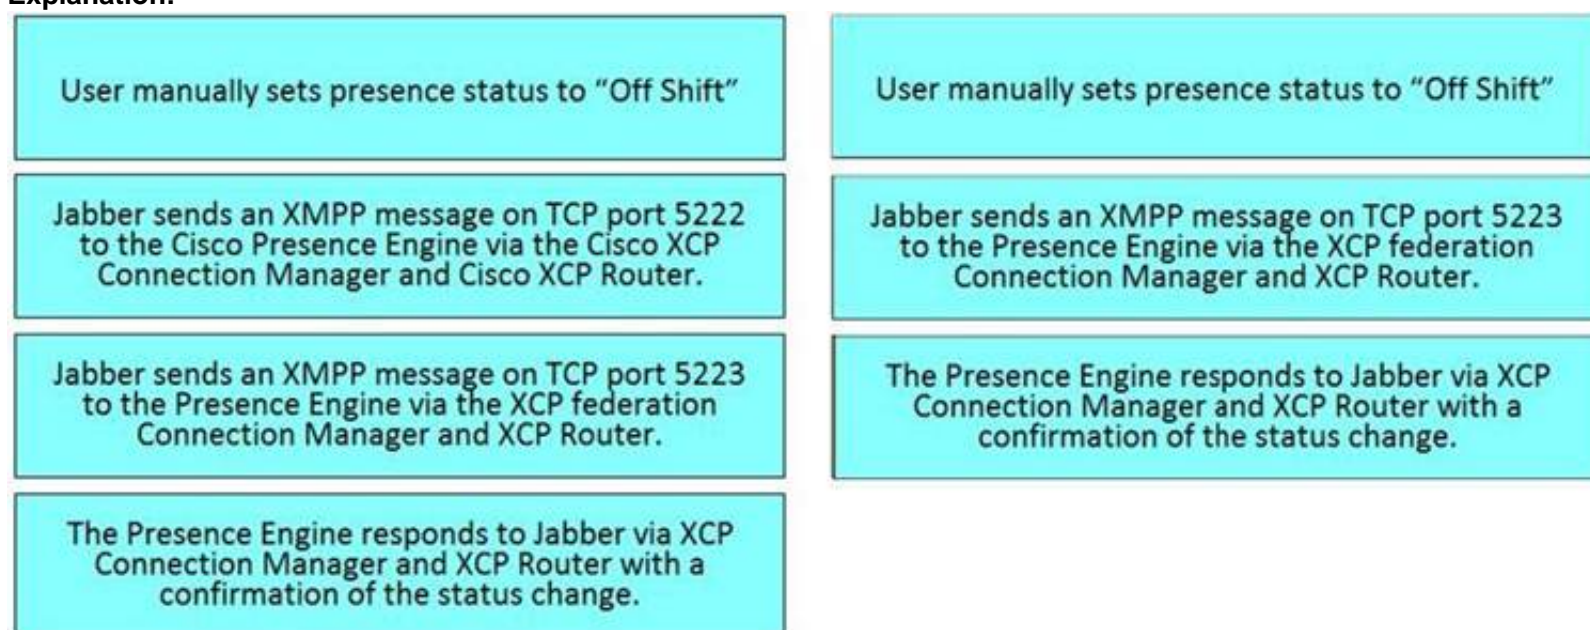 Explanation:
User manually sets presence status to “Off Shift”
Jabber sends an XMPP message on TCP port 5222
to the Cisco Presence Engine via the Cisco XCP
Connection Manager and Cisco XCP Router.
Jabber sends an XMPP message on TCP port 5223
to the Presence Engine via the XCP federation
Connection Manager and XCP Router.
The Presence Engine responds to Jabber via XCP
Connection Manager and XCP Router with a
confirmation of the status change.
User manually sets presence status to “Off Shift”
Jabber sends an XMPP message on TCP port 5223
to the Presence Engine via the XCP federation
Connection Manager and XCP Router.
The Presence Engine responds to Jabber via XCP
Connection Manager and XCP Router with a
confirmation of the status change.